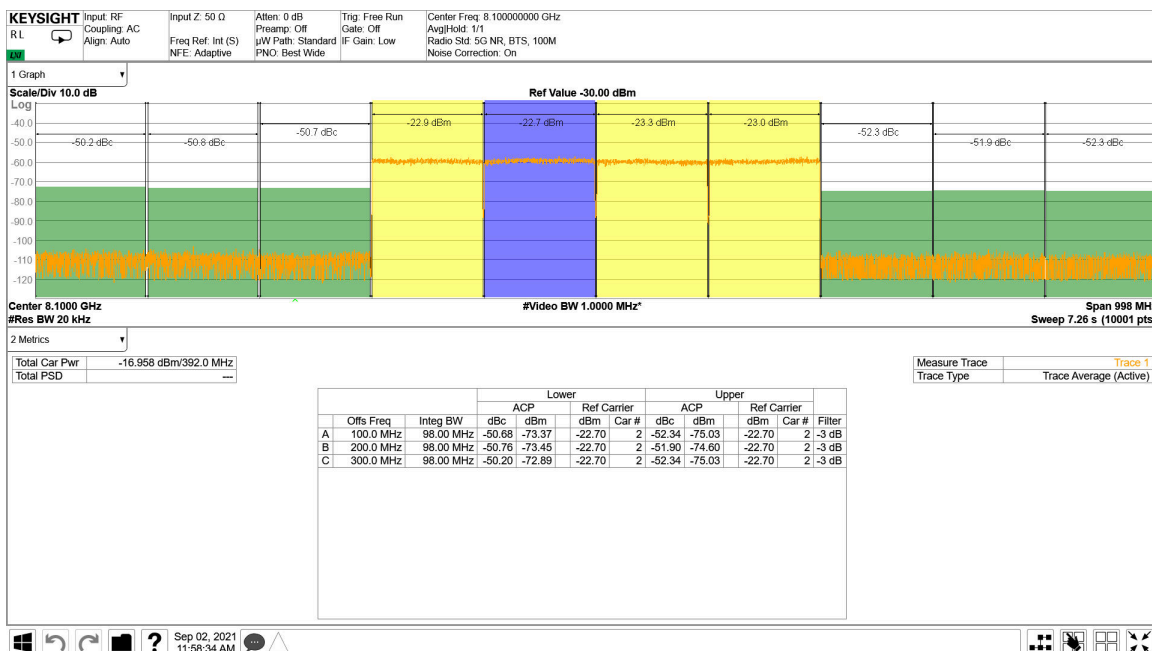 KEYSIGHT Input: RF Input Z: 50 Ω Atten: 0 dB Trig: Free Run Center Freq: 8.100000000 GHz
RL Coupling: AC Preamp: Off Gate: Off Avg|Hold: 1/1
Align: Auto Freq Ref: Int (S) µW Path: Standard IF Gain: Low Radio Std: 5G NR, BTS, 100M
LXI NFE: Adaptive PNO: Best Wide Noise Correction: On
1 Graph
Scale/Div 10.0 dB Ref Value -30.00 dBm
Log
-40.0 -22.9 dBm -22.7 dBm -23.3 dBm -23.0 dBm
-50.7 dBc -52.3 dBc
-50.0 -50.2 dBc -50.8 dBc -51.9 dBc -52.3 dBc
-60.0
-70.0
-80.0
-90.0
-100
-110
-120
Center 8.1000 GHz #Video BW 1.0000 MHz* Span 998 MH
#Res BW 20 kHz Sweep 7.26 s (10001 pts
2 Metrics
Total Car Pwr -16.958 dBm/392.0 MHz Measure Trace Trace 1
Total PSD --- Trace Type Trace Average (Active)
Lower Upper
ACP Ref Carrier ACP Ref Carrier
Offs Freq Integ BW dBc dBm dBm Car # dBc dBm dBm Car # Filter
A 100.0 MHz 98.00 MHz -50.68 -73.37 -22.70 2 -52.34 -75.03 -22.70 2 -3 dB
B 200.0 MHz 98.00 MHz -50.76 -73.45 -22.70 2 -51.90 -74.60 -22.70 2 -3 dB
C 300.0 MHz 98.00 MHz -50.20 -72.89 -22.70 2 -52.34 -75.03 -22.70 2 -3 dB
? Sep 02, 2021
11:58:34 AM